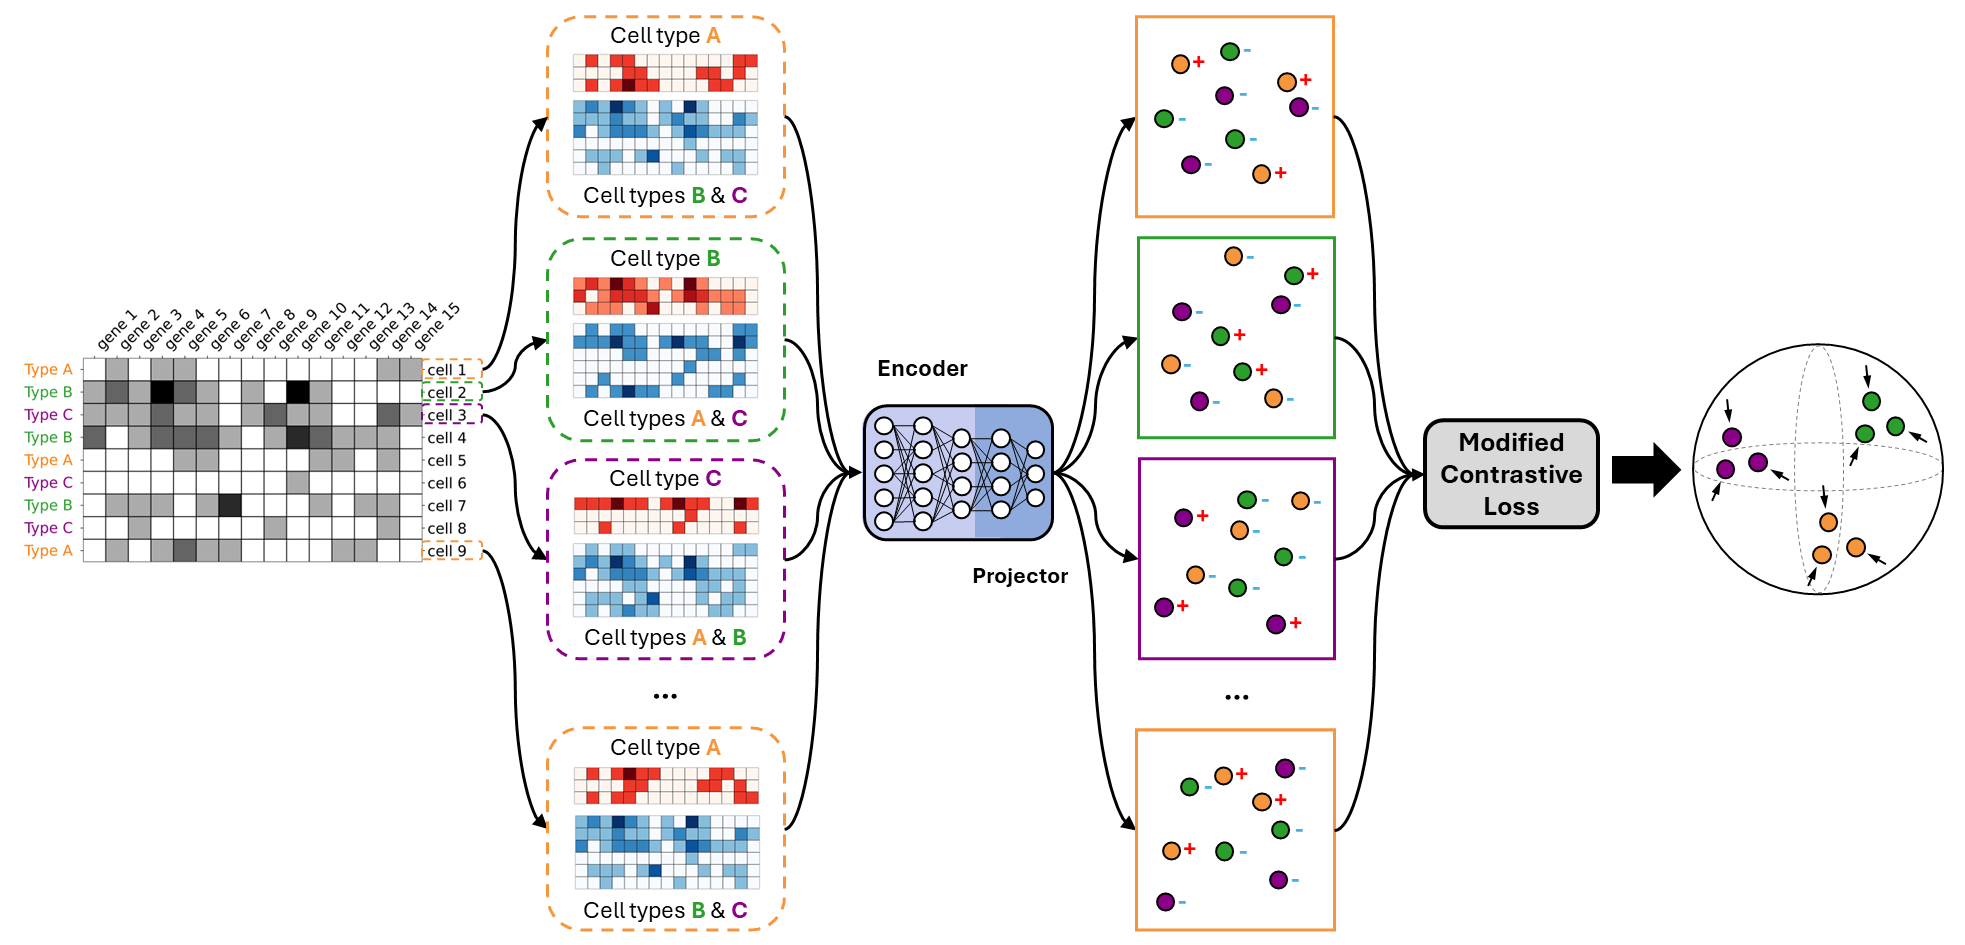 gene 1
gene 2
gene 3
gene 4
gene 5
gene 6
gene 7
gene 8
gene 9
gene 10
gene 11
gene 12
gene 13
gene 14
gene 15
Type A cell 1
Type B cell 2
Type C cell 3
Type B cell 4
Type A cell 5
Type C cell 6
Type B cell 7
Type C cell 8
Type A cell 9
Cell type A
Cell types B & C
Cell type B
Cell types A & C
Cell type C
Cell types A & B
...
Cell type A
Cell types B & C
Encoder
Projector
+ -
+
- -
-
-
-
+
-
+
- -
+
- +
- -
- -
+ -
-
- -
+
+
...
+ -
-
+
-
+ -
-
-
Modified
Contrastive
Loss